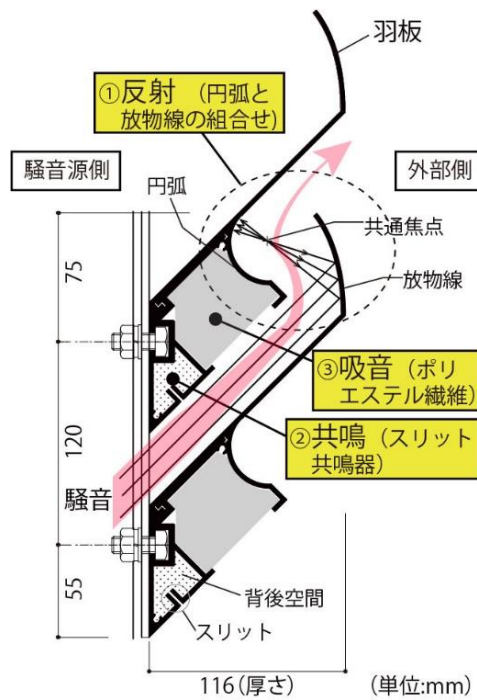 羽板
①反射（円弧と
放物線の組合せ)
騒音源側
外部側
円弧
共通焦点
75
放物線
③吸音（ポリ
エステル繊維）
②共鳴（スリット
共鳴器）
120
騒音
55
背後空間
スリット
116(厚さ)
(単位:mm)